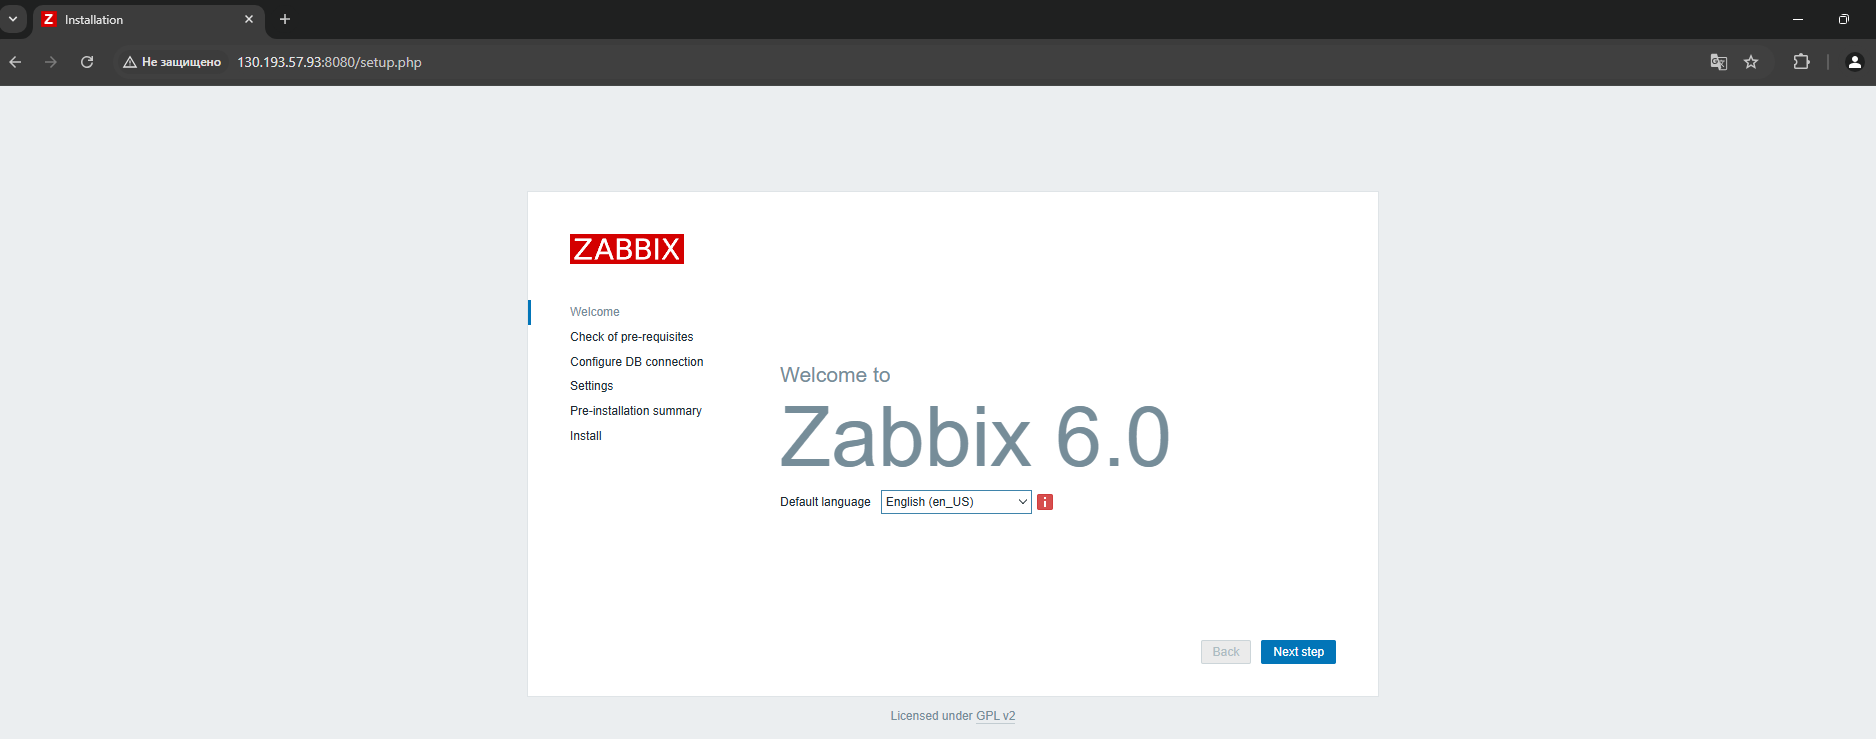 Installation
Не защищено 130.193.57.93:8080/setup.php
ZABBIX
Welcome
Check of pre-requisites
Configure DB connection
Settings
Pre-installation summary
Install
Welcome to
Zabbix 6.0
Default language English (en_US)
Back Next step
Licensed under GPL v2